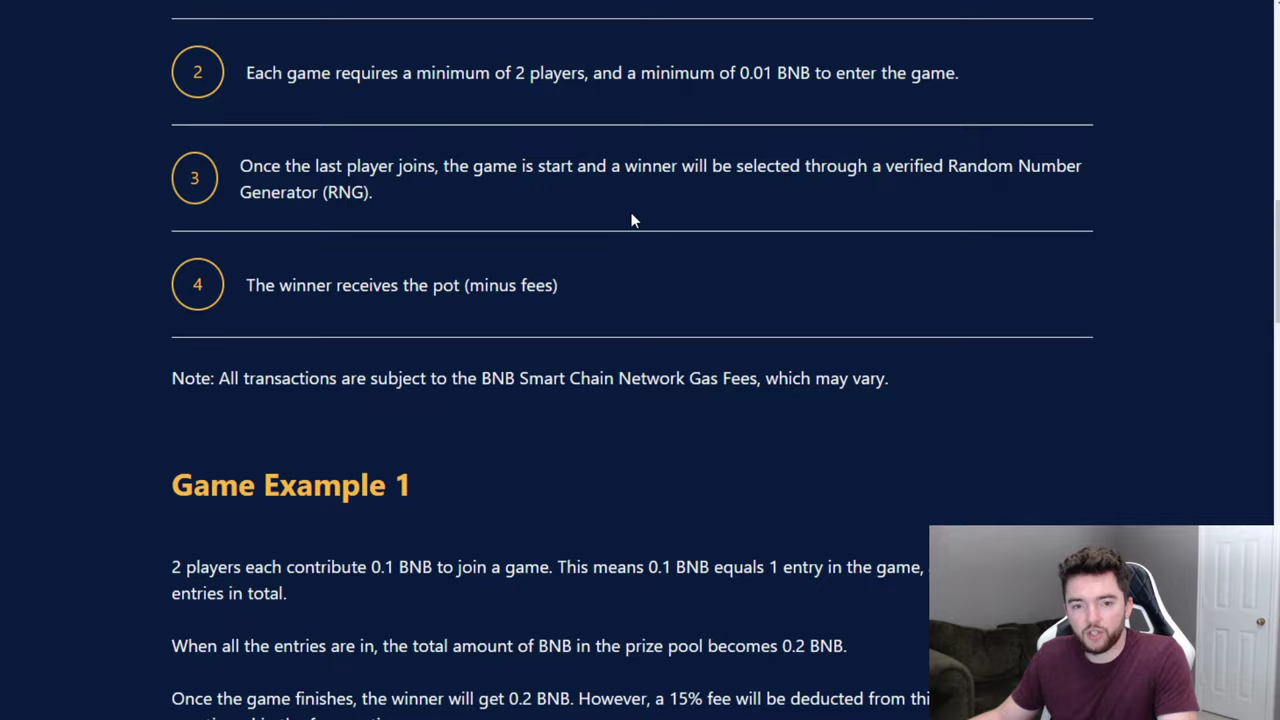 2
Each game requires a minimum of 2 players, and a minimum of 0.01 BNB to enter the game.
3
Once the last player joins, the game is start and a winner will be selected through a verified Random Number
Generator (RNG).
4
The winner receives the pot (minus fees)
Note: All transactions are subject to the BNB Smart Chain Network Gas Fees, which may vary.
Game Example 1
2 players each contribute 0.1 BNB to join a game. This means 0.1 BNB equals 1 entry in the game,
entries in total.
When all the entries are in, the total amount of BNB in the prize pool becomes 0.2 BNB.
Once the game finishes, the winner will get 0.2 BNB. However, a 15% fee will be deducted from